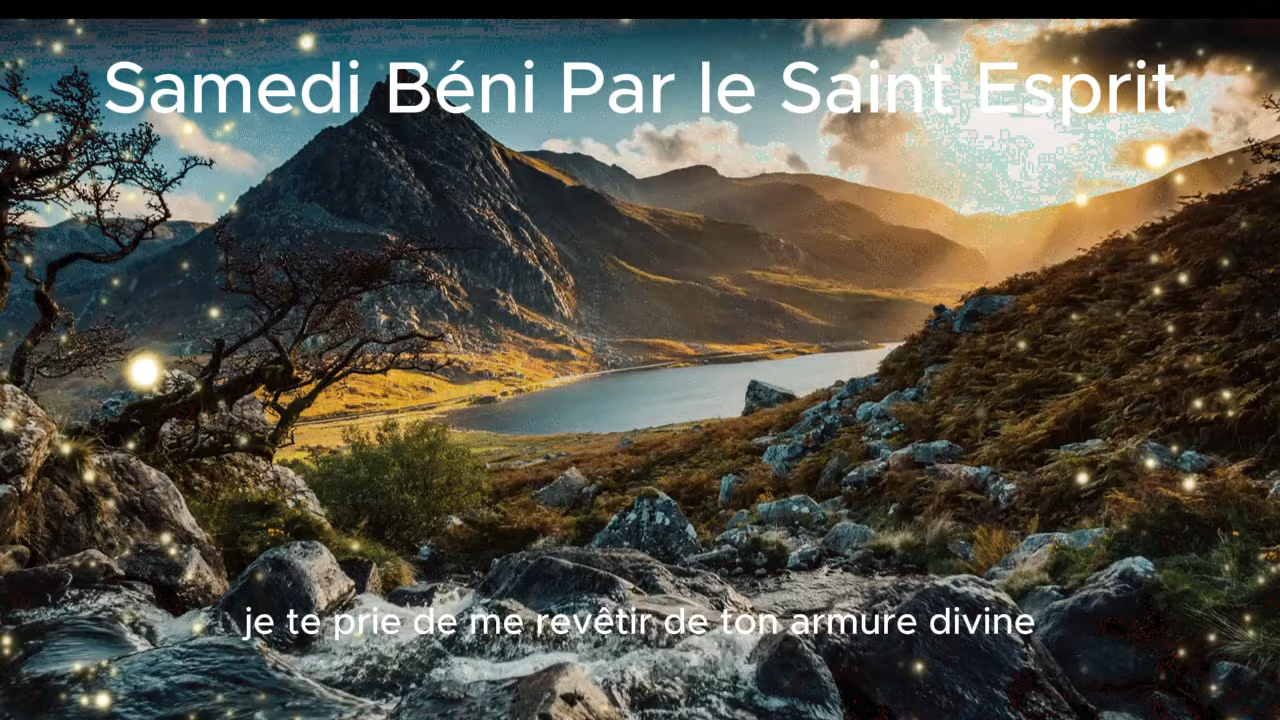 Samedi Béni Par le Saint Esprit
je te prie de me revêtir de ton armure divine